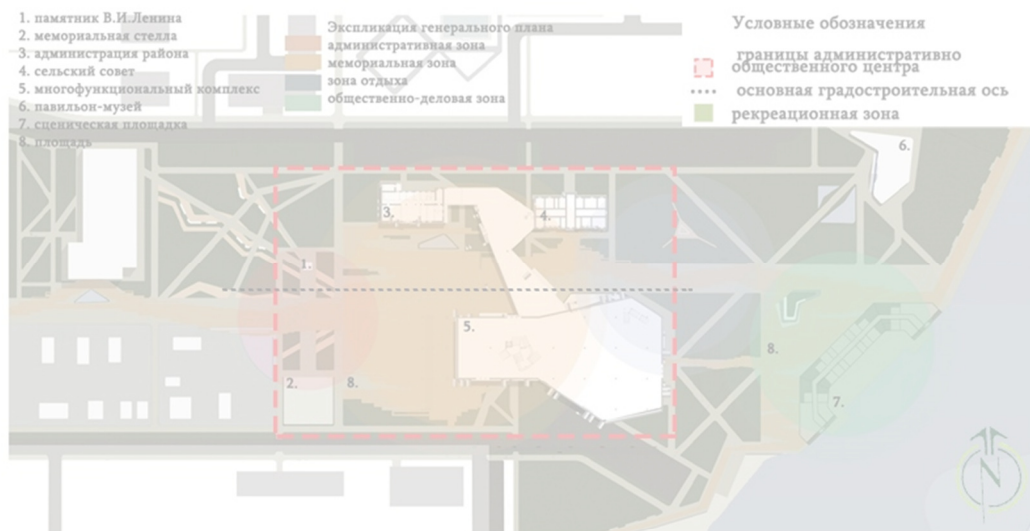 1. памятник В.И.Ленина
2. мемориальная стелла
3. администрация района
4. сельский совет
5. многофункциональный комплекс
6. павильон-музей
7. сценическая площадка
8. площадь
Экспликация генерального плана
административная зона
мемориальная зона
зона отдыха
общественно-деловая зона
Условные обозначения
границы административно
общественного центра
основная градостроительная ось
рекреационная зона
6.
3.
4.
1.
5.
8.
2.
8.
7.
N